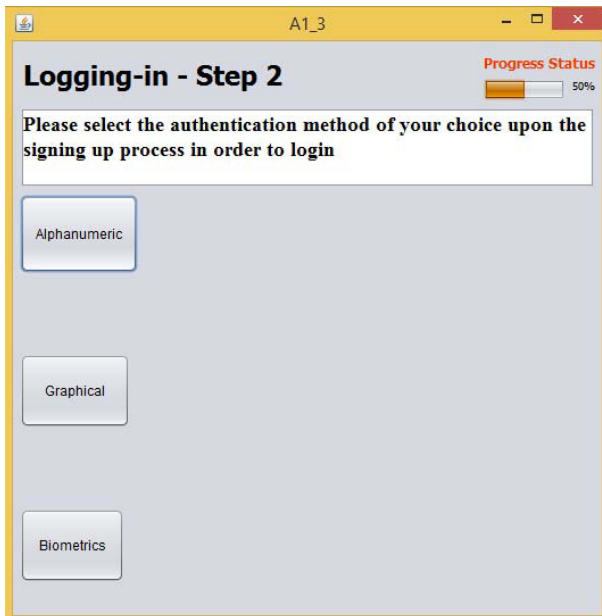 A1_3
Logging-in - Step 2
Progress Status
50%
Please select the authentication method of your choice upon the
signing up process in order to login
Alphanumeric
Graphical
Biometrics